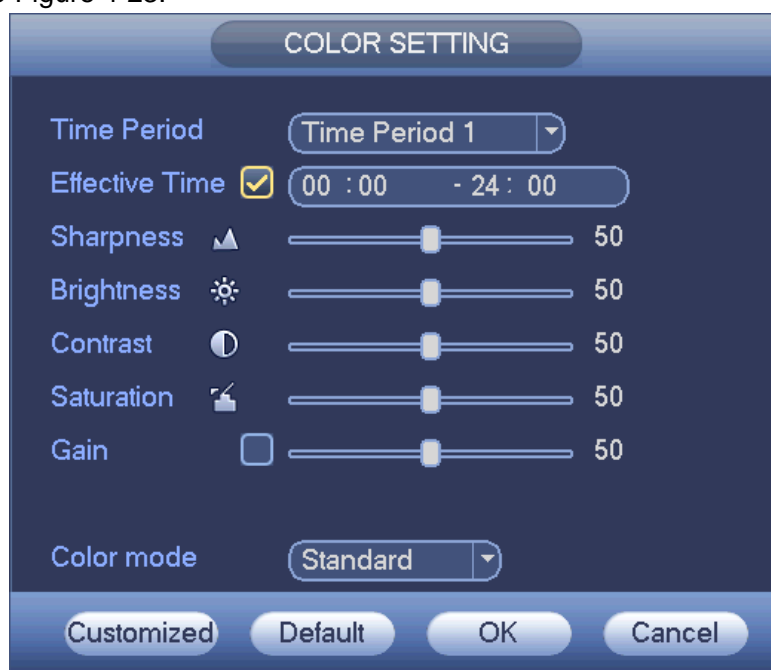 Figure 4-28.
COLOR SETTING
Time Period Time Period 1
Effective Time 00 : 00 - 24 : 00
Sharpness 50
Brightness 50
Contrast 50
Saturation 50
Gain 50
Color mode Standard
Customized Default OK Cancel